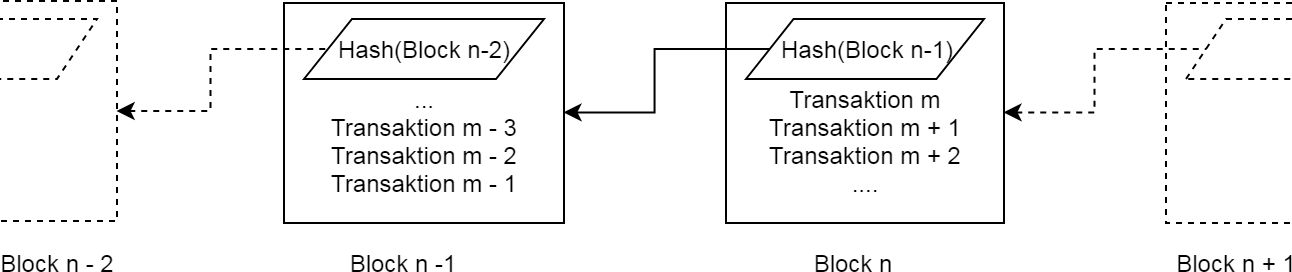 Hash(Block n-2)
...
Transaktion m - 3
Transaktion m - 2
Transaktion m - 1
Hash(Block n-1)
Transaktion m
Transaktion m + 1
Transaktion m + 2
....
Block n - 2
Block n -1
Block n
Block n + 1